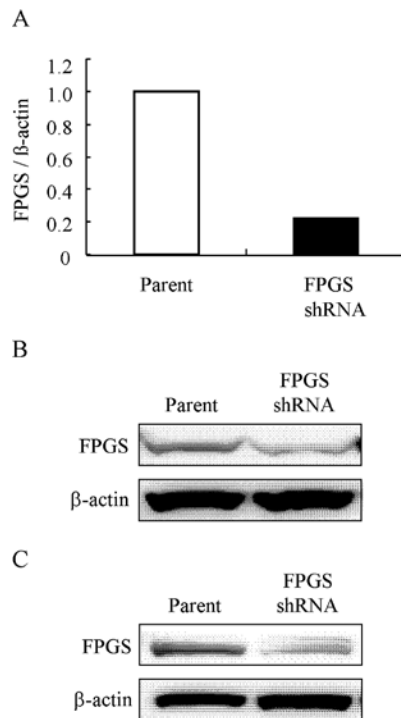 A
FPGS / ß-actin
1.2
1.0
0.8
0.6
0.4
0.2
0
Parent
FPGS
shRNA
B
Parent
FPGS
shRNA
FPGS
β-actin
C
Parent
FPGS
shRNA
FPGS
β-actin